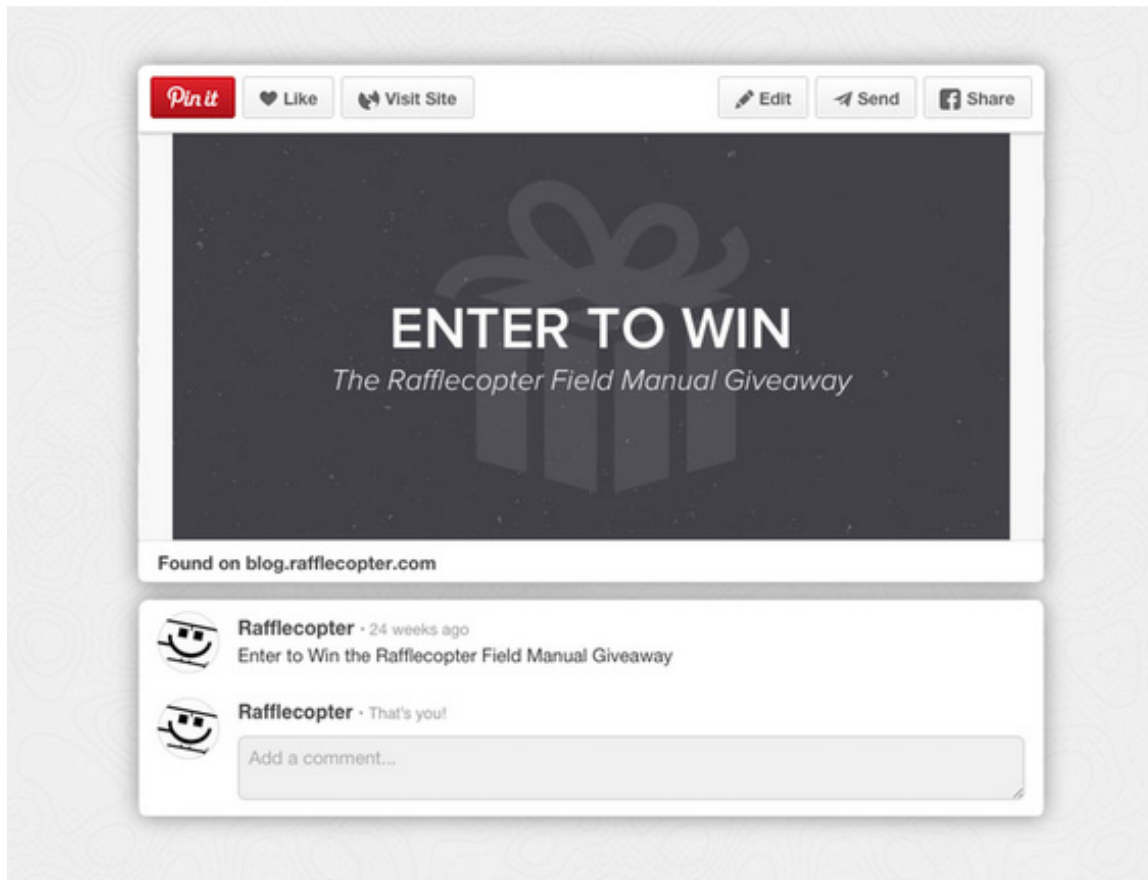 Pin it Like Visit Site Edit Send Share
ENTER TO WIN
The Rafflecopter Field Manual Giveaway
Found on blog.rafflecopter.com
Rafflecopter · 24 weeks ago
Enter to Win the Rafflecopter Field Manual Giveaway
Rafflecopter · That's you!
Add a comment...